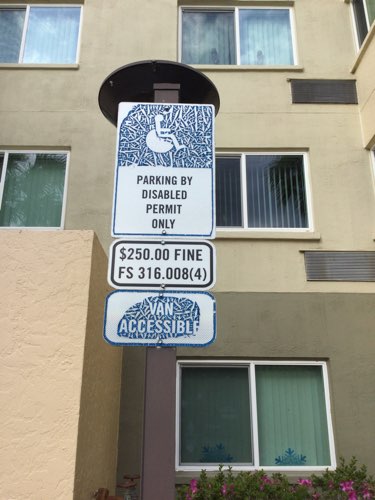 PARKING BY
DISABLED
PERMIT
ONLY
$250.00 FINE
FS 316.008(4)
VAN
ACCESSIBLE